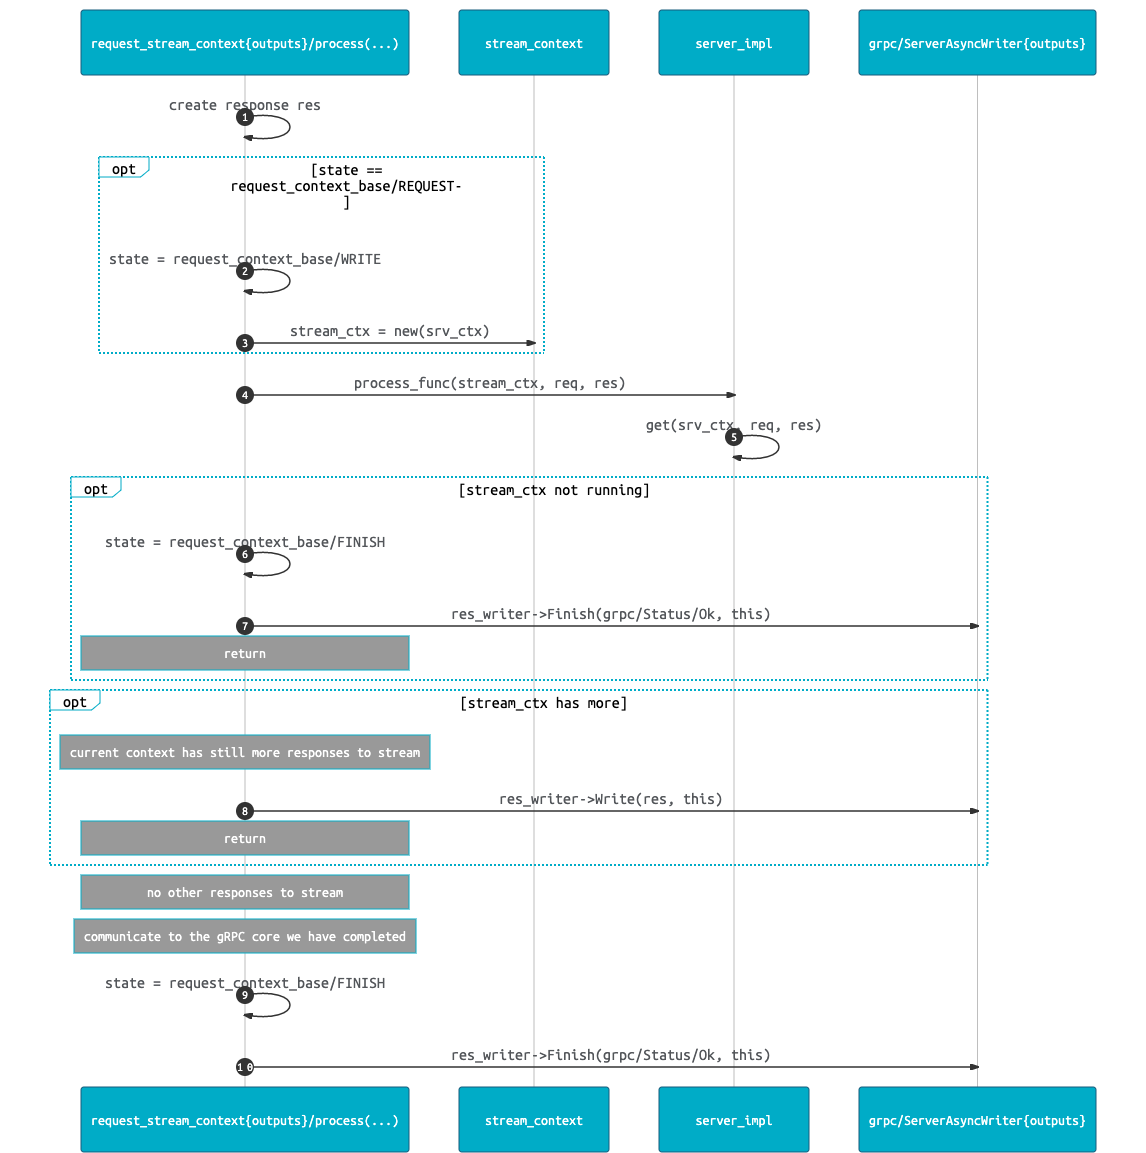 request_stream_context{outputs}/process(...)
stream_context
server_impl
grpc/ServerAsyncWriter{outputs}
create response res
1
opt
[state ==
request_context_base/REQUEST-
]
state = request_context_base/WRITE
2
stream_ctx = new(srv_ctx)
3
process_func(stream_ctx, req, res)
4
get(srv_ctx, req, res)
5
opt
[stream_ctx not running]
state = request_context_base/FINISH
6
res_writer->Finish(grpc/Status/Ok, this)
7
return
opt
[stream_ctx has more]
current context has still more responses to stream
res_writer->Write(res, this)
8
return
no other responses to stream
communicate to the gRPC core we have completed
state = request_context_base/FINISH
9
res_writer->Finish(grpc/Status/Ok, this)
10
request_stream_context{outputs}/process(...)
stream_context
server_impl
grpc/ServerAsyncWriter{outputs}